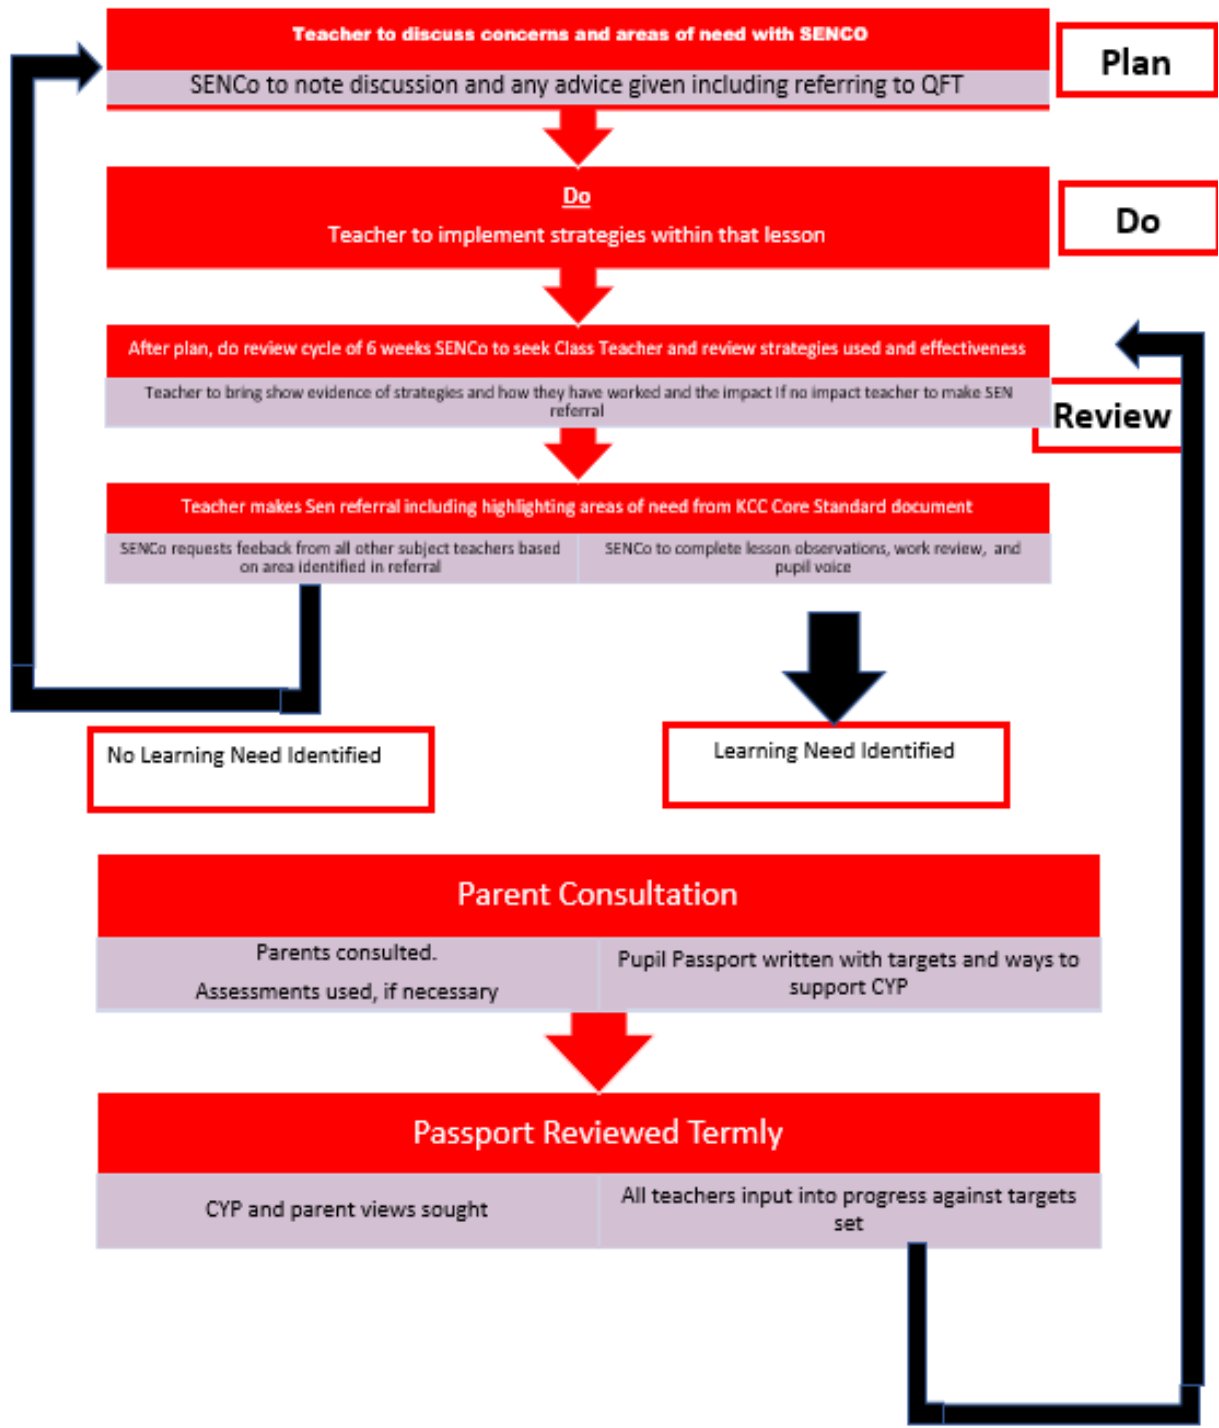 Teacher to discuss concerns and areas of need with SENCO
SENCo to note discussion and any advice given including referring to QFT
Plan
Do
Teacher to implement strategies within that lesson
Do
After plan, do review cycle of 6 weeks SENCo to seek Class Teacher and review strategies used and effectiveness
Teacher to bring show evidence of strategies and how they have worked and the impact If no impact teacher to make SEN
referral
Review
Teacher makes Sen referral including highlighting areas of need from KCC Core Standard document
SENCo requests feeback from all other subject teachers based
on area identified in referral
SENCo to complete lesson observations, work review, and
pupil voice
No Learning Need Identified
Learning Need Identified
Parent Consultation
Parents consulted.
Assessments used, if necessary
Pupil Passport written with targets and ways to
support CYP
Passport Reviewed Termly
CYP and parent views sought
All teachers input into progress against targets
set